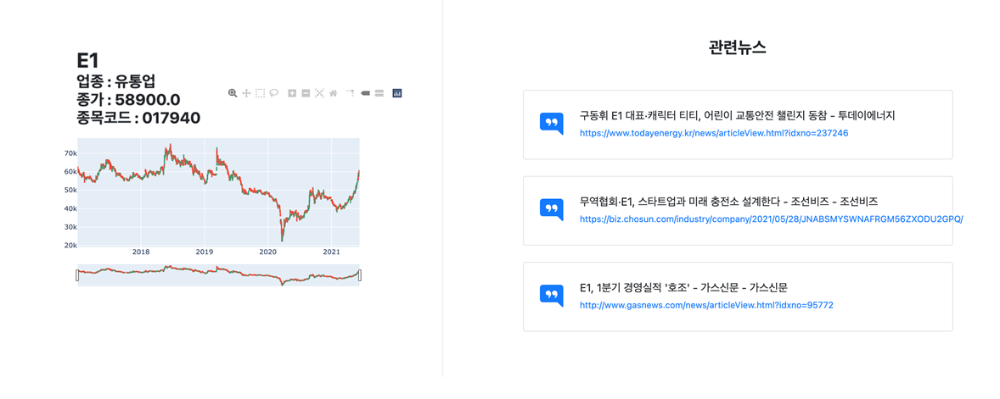 E1
업종 : 유통업
종가 : 58900.0
종목코드 : 017940
70k
60k
50k
40k
30k
20k
2018
2019
2020
2021
관련뉴스
구동휘 E1 대표·캐릭터 티티, 어린이 교통안전 챌린지 동참 - 투데이에너지
https://www.todayenergy.kr/news/articleView.html?idxno=237246
무역협회·E1, 스타트업과 미래 충전소 설계한다 - 조선비즈 - 조선비즈
https://biz.chosun.com/industry/company/2021/05/28/JNABSMYSWNAFRGM56ZXODU2GPQ/
E1, 1분기 경영실적 '호조' - 가스신문 - 가스신문
http://www.gasnews.com/news/articleView.html?idxno=95772